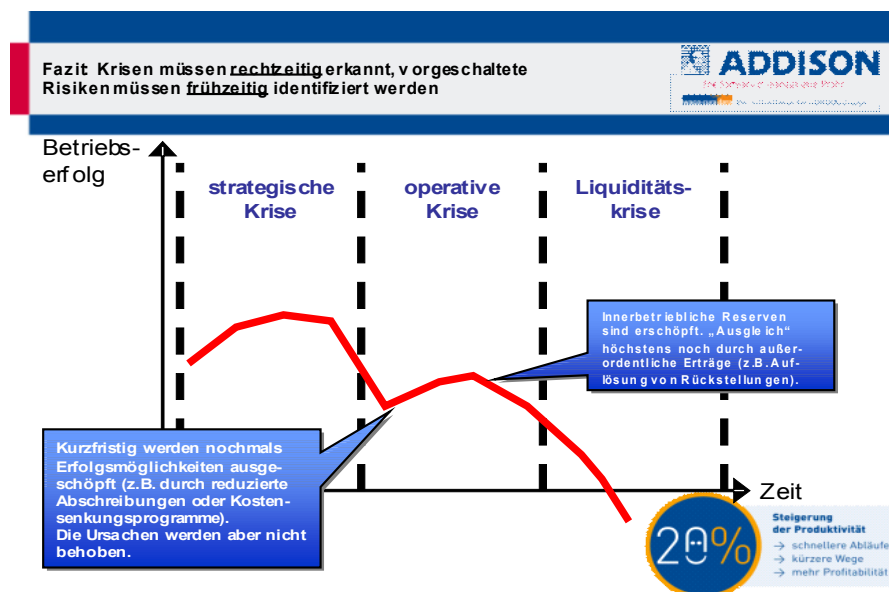 Fazit: Krisen müssen rechtzeitig erkannt, vorgeschaltete
Risiken müssen frühzeitig identifiziert werden
ADDISON
Betriebs-
erfolg
strategische
Krise
operative
Krise
Liquiditäts-
krise
Innerbetriebliche Reserven
sind erschöpft. „Ausgleich“
höchstens noch durch außer-
ordentliche Erträge (z.B. Auf-
lösung von Rückstellungen).
Kurzfristig werden nochmals
Erfolgsmöglichkeiten ausge-
schöpft (z.B. durch reduzierte
Abschreibungen oder Kosten-
senkungsprogramme).
Die Ursachen werden aber nicht
behoben.
Zeit
20%
Steigerung
der Produktivität
→ schnellere Abläufe
→ kürzere Wege
→ mehr Profitabilität